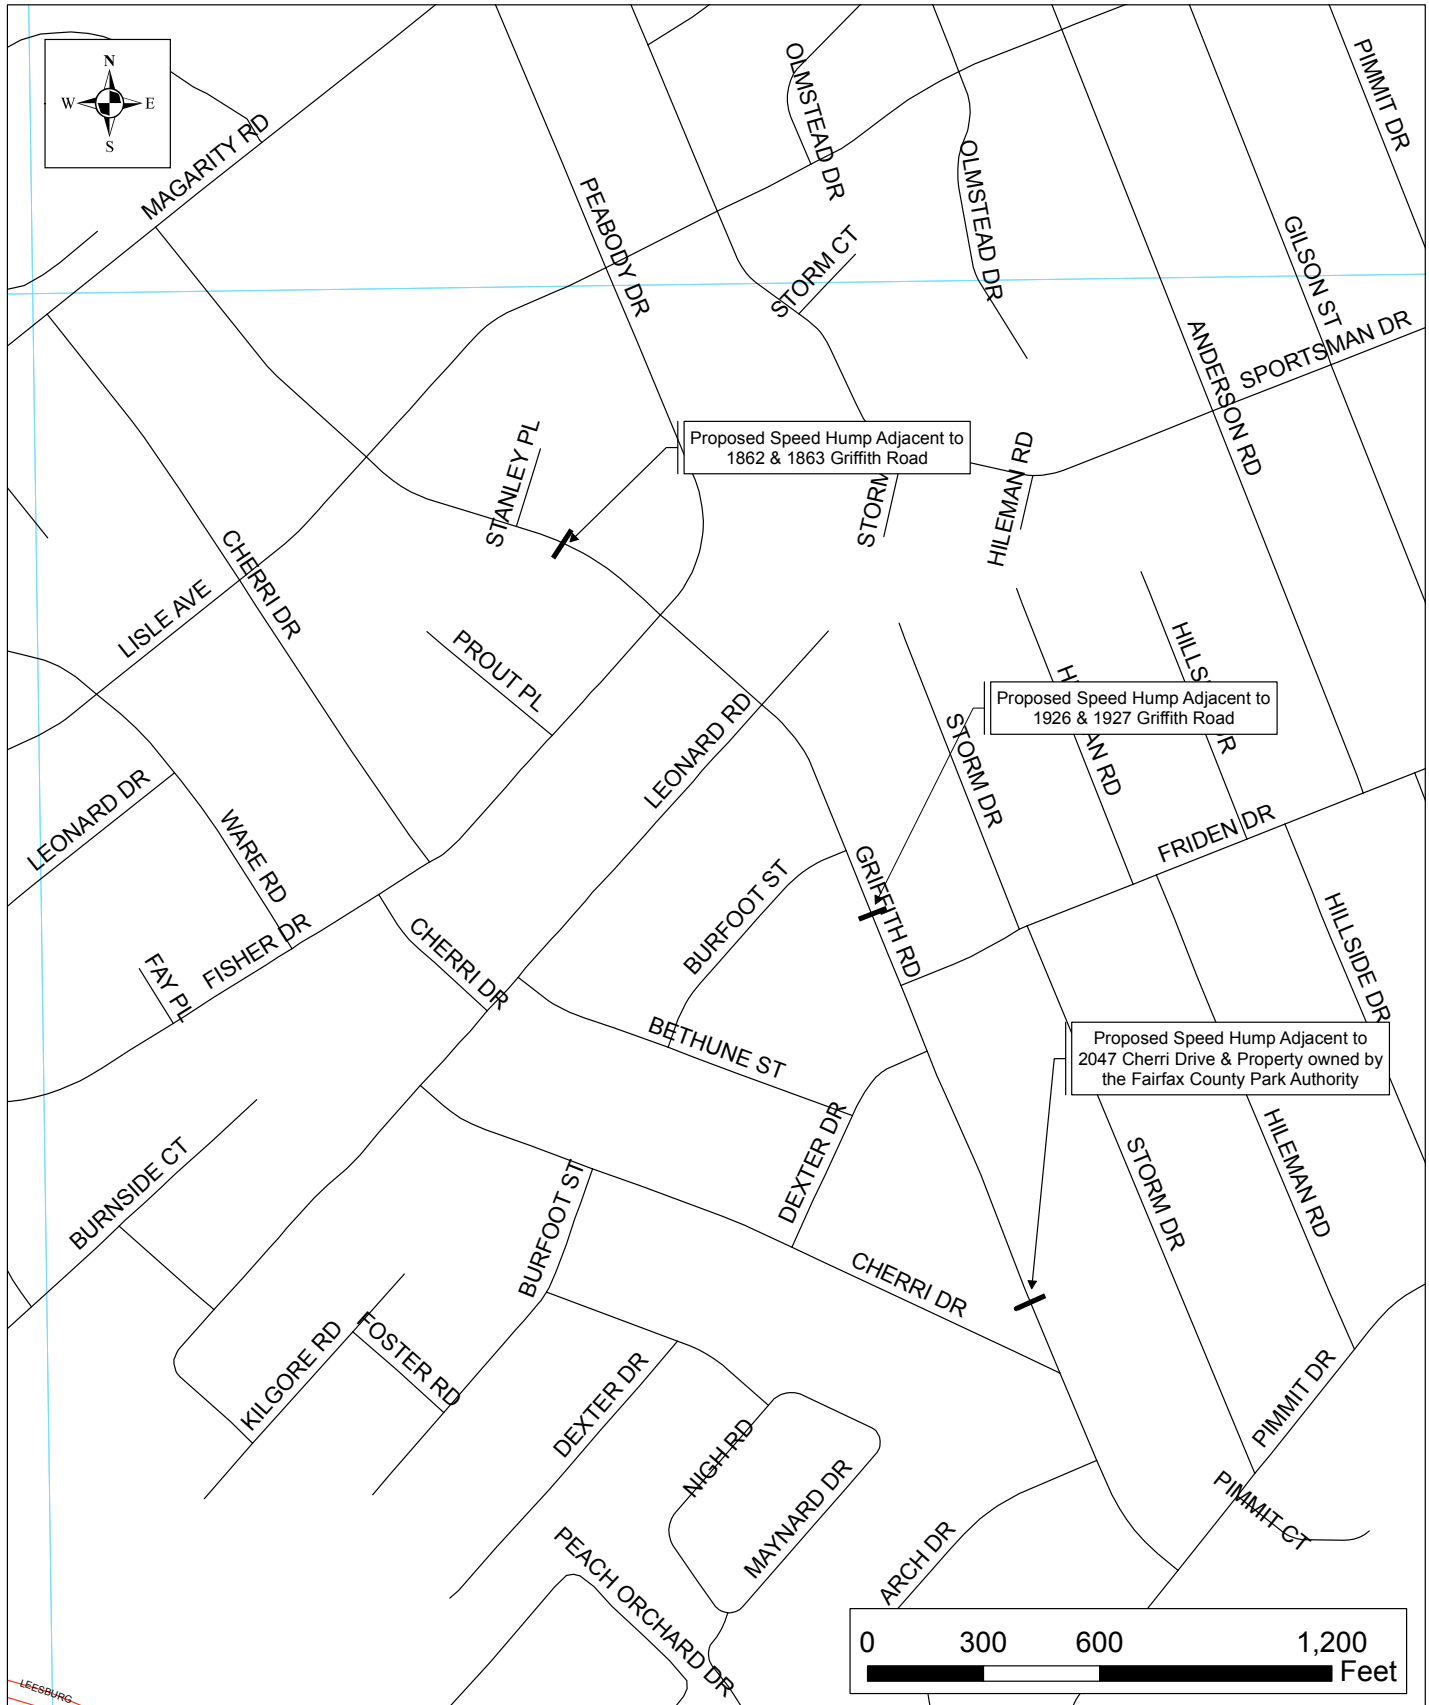 N
W E
S
MAGARITY RD
OLMSTEAD DR
PIMMIT DR
PEABODY DR
OLMSTEAD DR
STORM CT
GILSON ST
SPORTSMAN DR
ANDERSON RD
STANLEY PL
Proposed Speed Hump Adjacent to
1862 & 1863 Griffith Road
STORM
HILEMAN RD
CHERRI DR
LISLE AVE
PROUT PL
LEONARD RD
Proposed Speed Hump Adjacent to
1926 & 1927 Griffith Road
STORM DR
AN RD
HILLS
R
LEONARD DR
WARE RD
FRIDEN DR
GRIFFITH RD
BURFOOT ST
FISHER DR
FAY PL
CHERRI DR
HILLSIDE DR
BETHUNE ST
Proposed Speed Hump Adjacent to
2047 Cherri Drive & Property owned by
the Fairfax County Park Authority
DEXTER DR
BURNSIDE CT
BURFOOT ST
STORM DR
HILEMAN RD
CHERRI DR
KILGORE RD
FOSTER RD
DEXTER DR
PIMMIT DR
NIGH RD
MAYNARD DR
PIMMIT CT
PEACH ORCHARD DR
ARCH DR
0 300 600 1,200
Feet
LEESBURG